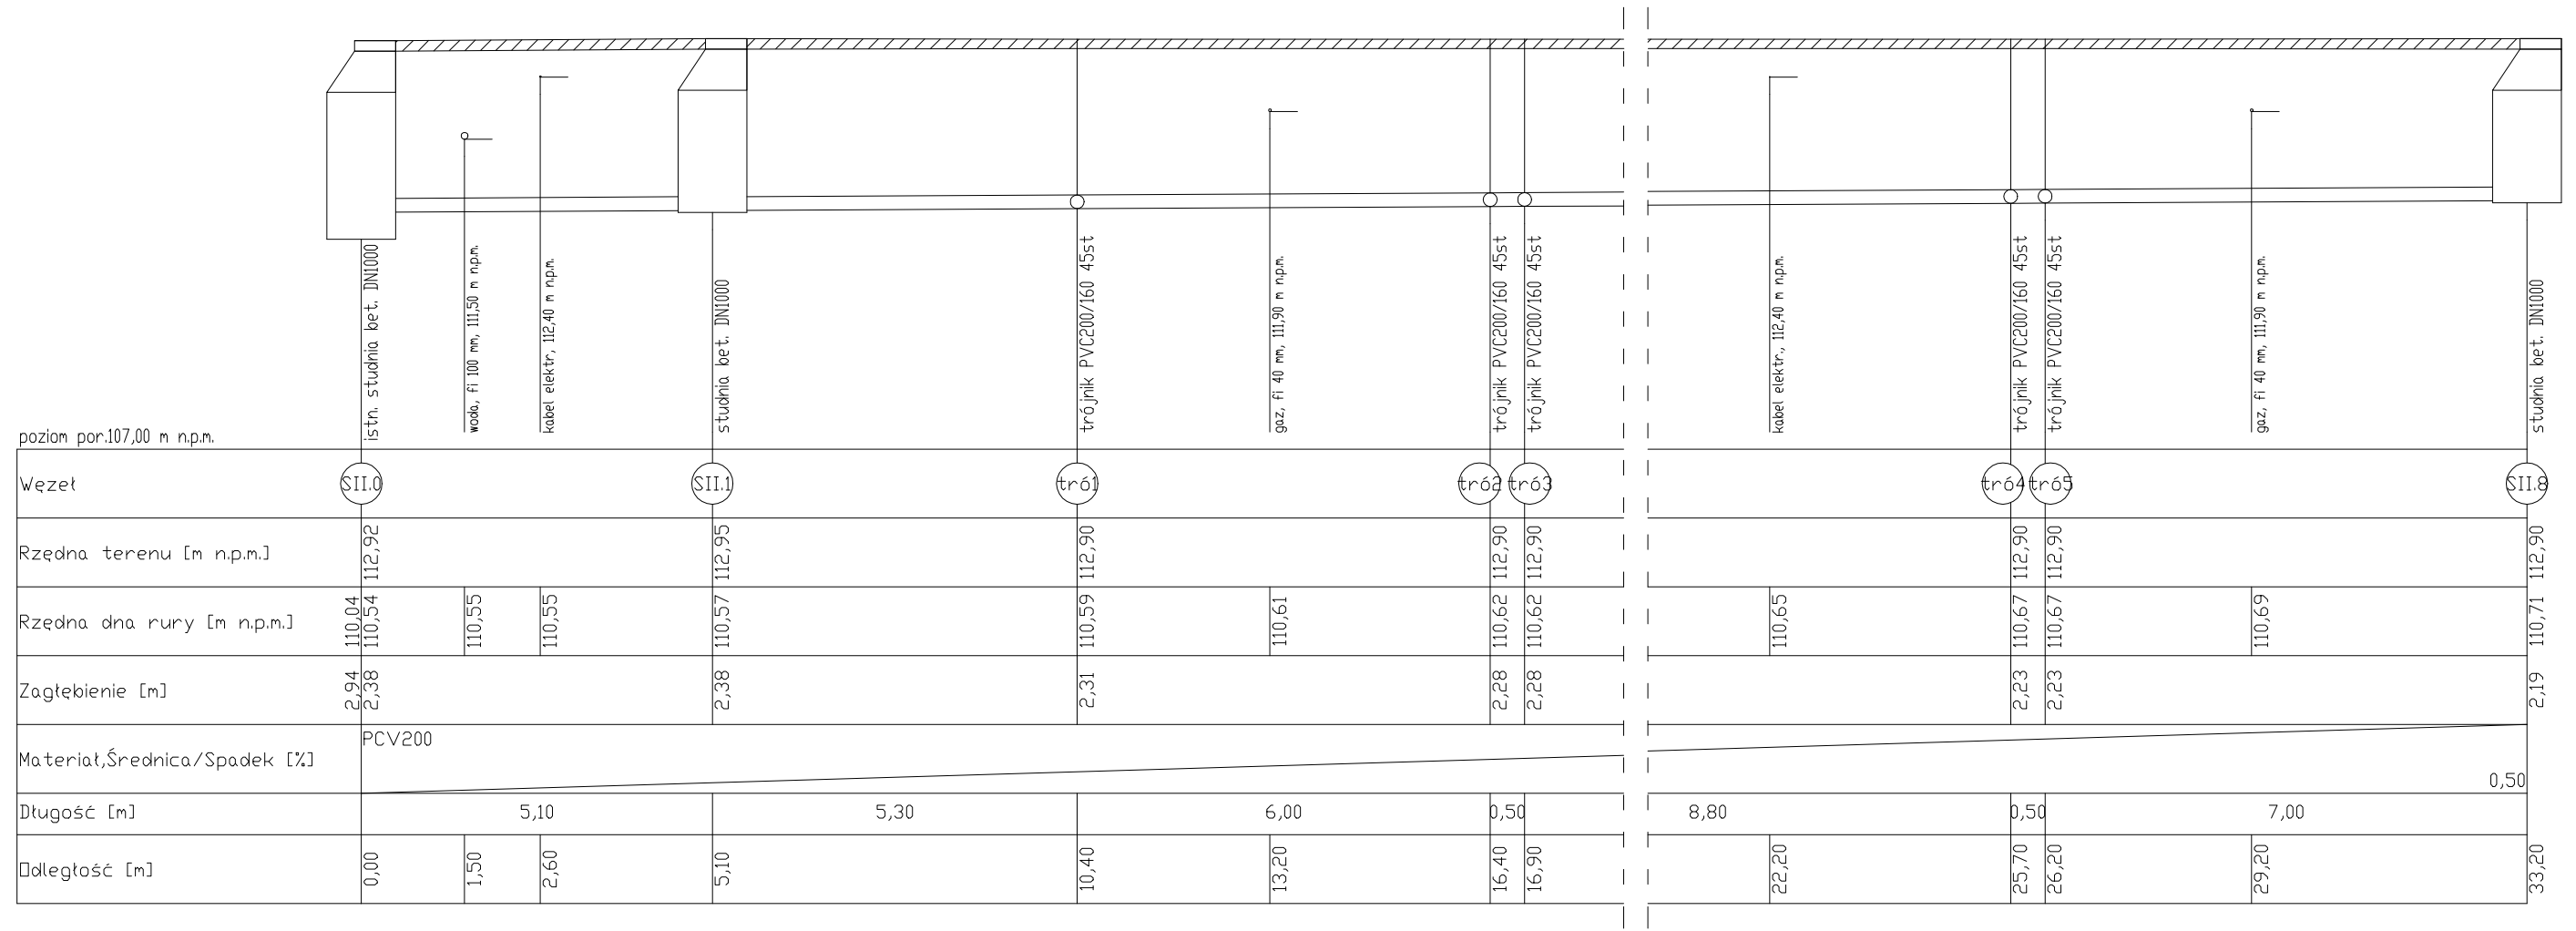 istn. studnia bet. DN1000
woda, fi 100 mm, 111,50 m n.p.m.
kabel elektr, 112,40 m n.p.m.
studnia bet. DN1000
trójnik PVC200/160 45st
gaz, fi 40 mm, 111,90 m n.p.m.
trójnik PVC200/160 45st
trójnik PVC200/160 45st
kabel elektr., 112,40 m n.p.m.
trójnik PVC200/160 45st
trójnik PVC200/160 45st
gaz, fi 40 mm, 111,90 m n.p.m.
studnia bet. DN1000
poziom por.107,00 m n.p.m.
Węzeł SII.0 SII.1 tró1 tró2 tró3 tró4 tró5 SII.8
Rzędna terenu [m n.p.m.] 112,92 112,95 112,90 112,90 112,90 112,90 112,90 112,90
Rzędna dna rury [m n.p.m.] 110,04 110,54 110,55 110,55 110,57 110,59 110,61 110,62 110,62 110,65 110,67 110,67 110,69 110,71
Zagłębienie [m] 2,94 2,38 2,38 2,31 2,28 2,28 2,23 2,23 2,19
PCV200
Materiał,Średnica/Spadek [%]
0,50
Długość [m] 5,10 5,30 6,00 0,50 8,80 0,50 7,00
Odległość [m] 0,00 1,50 2,60 5,10 10,40 13,20 16,40 16,90 22,20 25,70 26,20 29,20 33,20